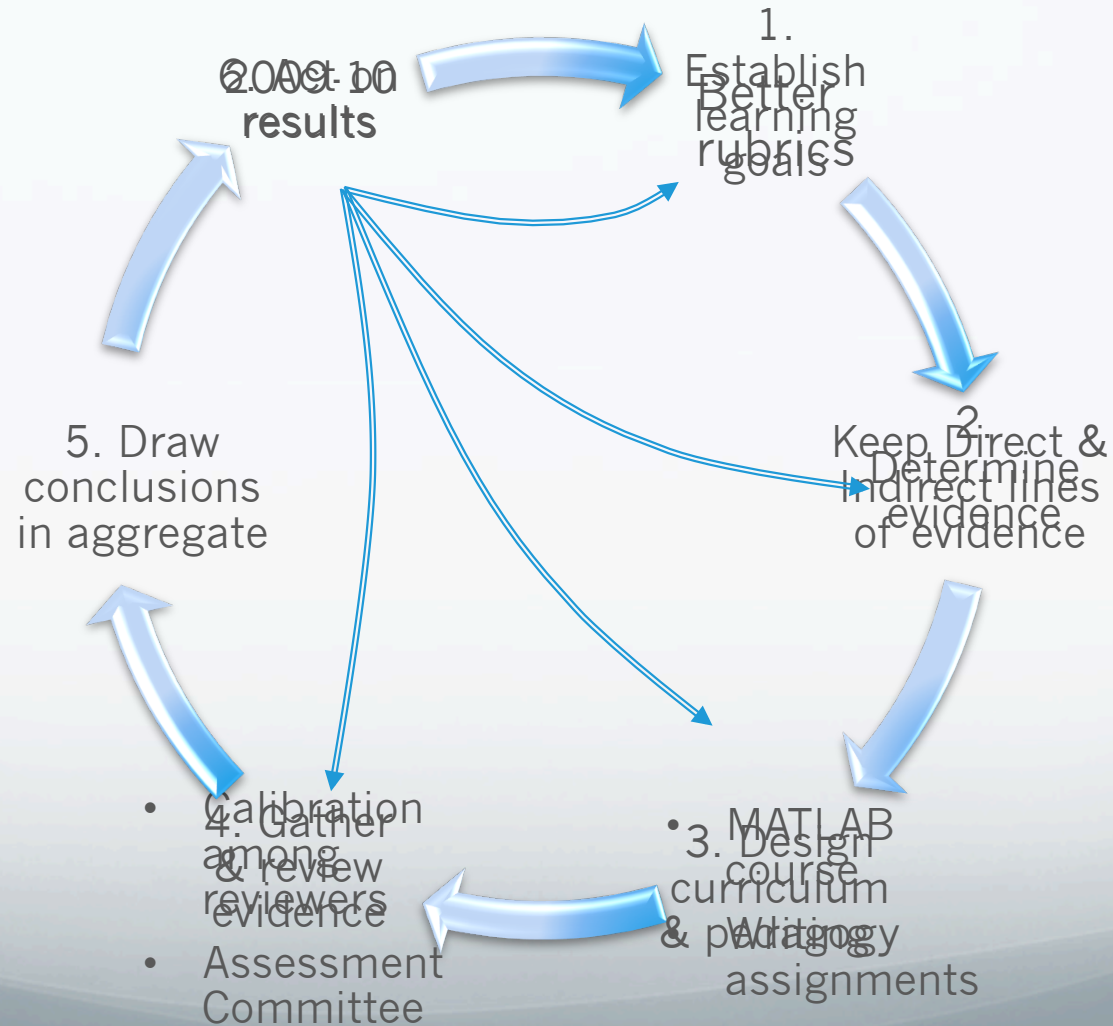 1.
Establish
learning
goals
Better
rubrics
2.
Determine
evidence
Keep Direct &
Indirect lines
of evidence
3. Design
curriculum
& pedagogy
• MATLAB
course
• Writing
assignments
4. Gather
& review
evidence
• Calibration
among
reviewers
• Assessment
Committee
5. Draw
conclusions
in aggregate
6. Act on
results
2009-10
results